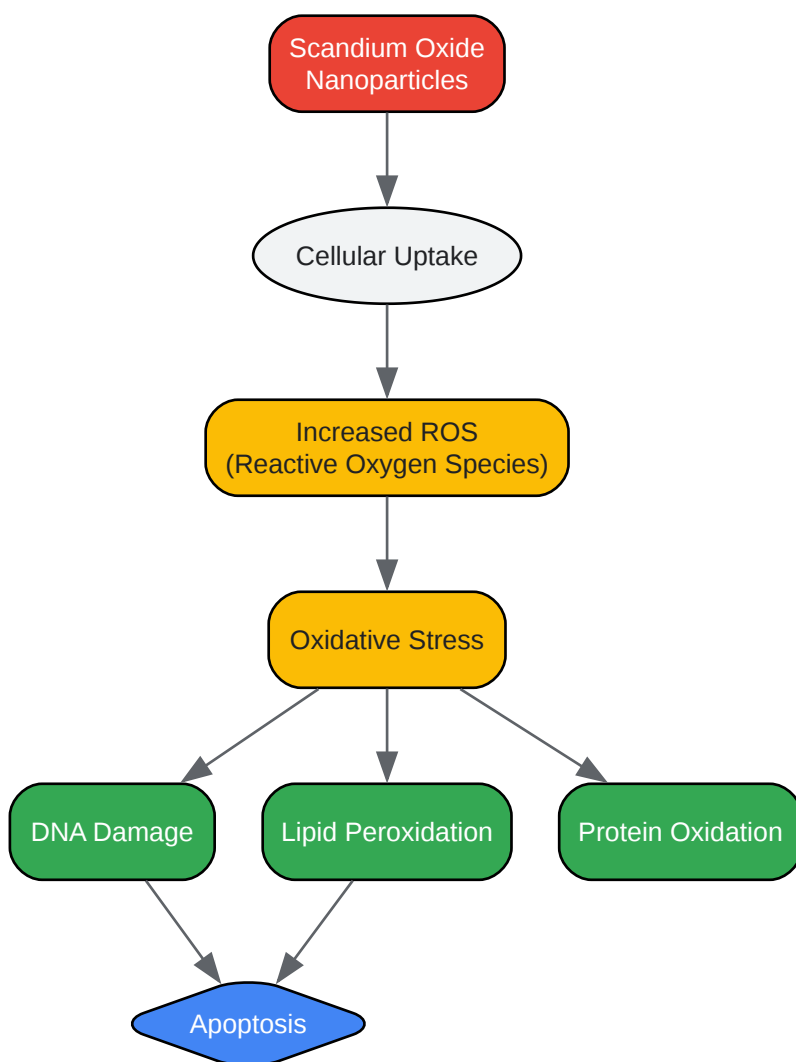 Scandium Oxide
Nanoparticles
Cellular Uptake
Increased ROS
(Reactive Oxygen Species)
Oxidative Stress
DNA Damage
Lipid Peroxidation
Protein Oxidation
Apoptosis